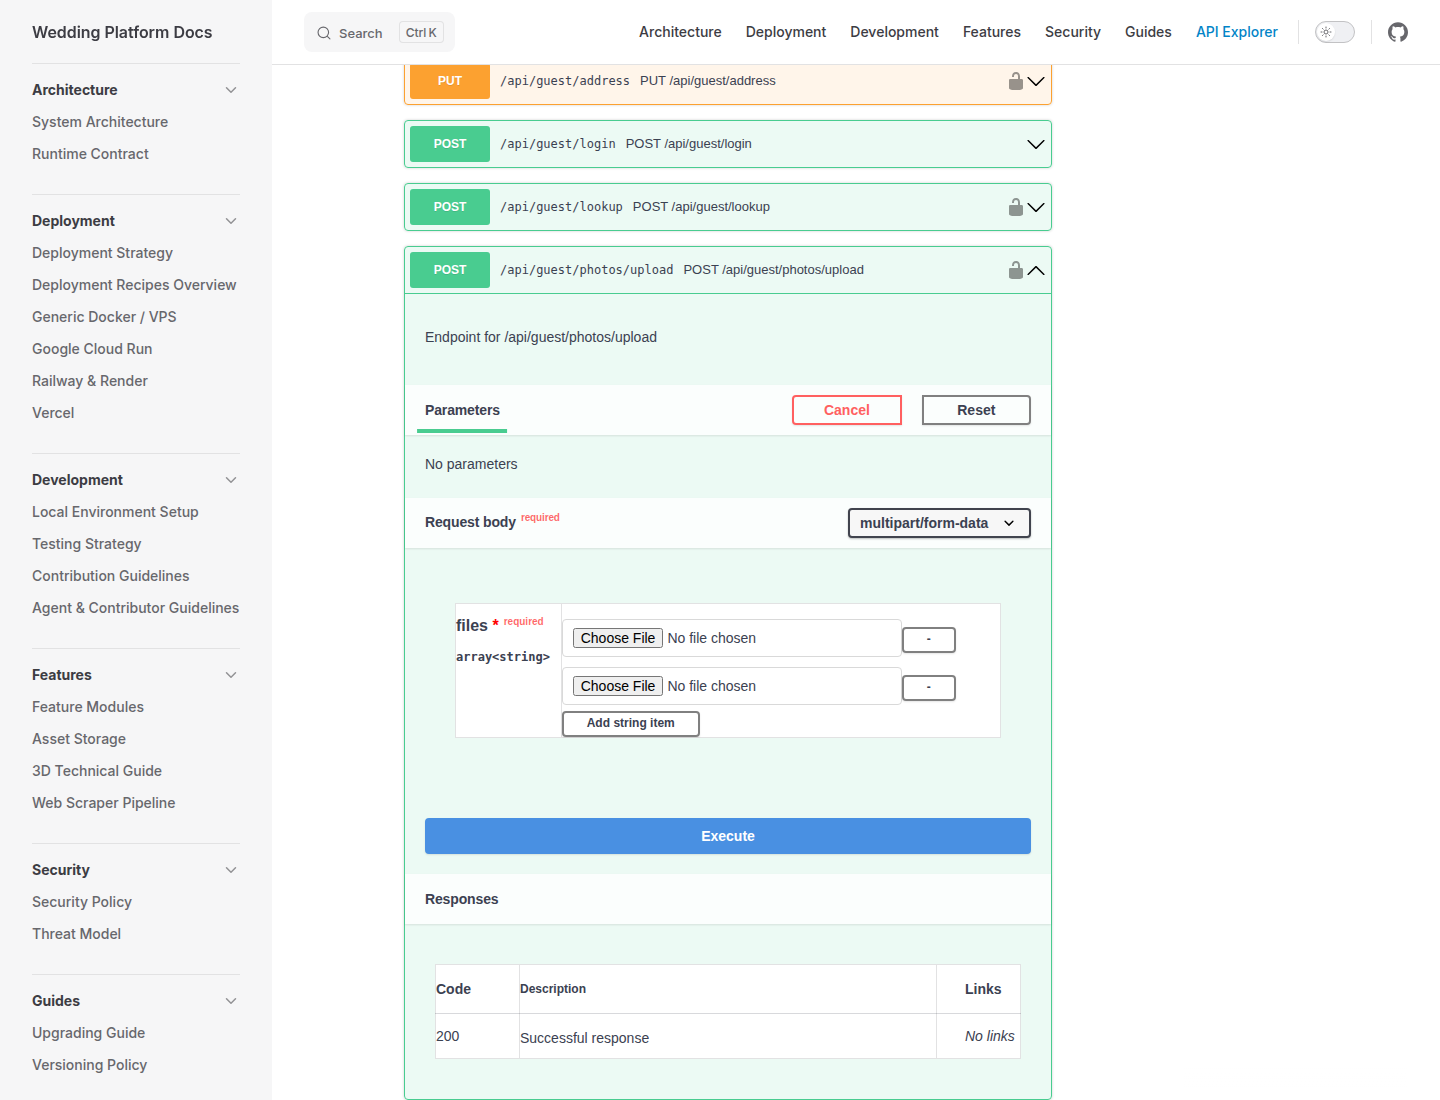 Wedding Platform Docs
Search Ctrl K
Architecture Deployment Development Features Security Guides API Explorer
Architecture
System Architecture
Runtime Contract
Deployment
Deployment Strategy
Deployment Recipes Overview
Generic Docker / VPS
Google Cloud Run
Railway & Render
Vercel
Development
Local Environment Setup
Testing Strategy
Contribution Guidelines
Agent & Contributor Guidelines
Features
Feature Modules
Asset Storage
3D Technical Guide
Web Scraper Pipeline
Security
Security Policy
Threat Model
Guides
Upgrading Guide
Versioning Policy
PUT /api/guest/address PUT /api/guest/address
POST /api/guest/login POST /api/guest/login
POST /api/guest/lookup POST /api/guest/lookup
POST /api/guest/photos/upload POST /api/guest/photos/upload
Endpoint for /api/guest/photos/upload
Parameters Cancel Reset
No parameters
Request body required multipart/form-data
files * required
array<string>
Choose File No file chosen -
Choose File No file chosen -
Add string item
Execute
Responses
Code Description Links
200 Successful response No links